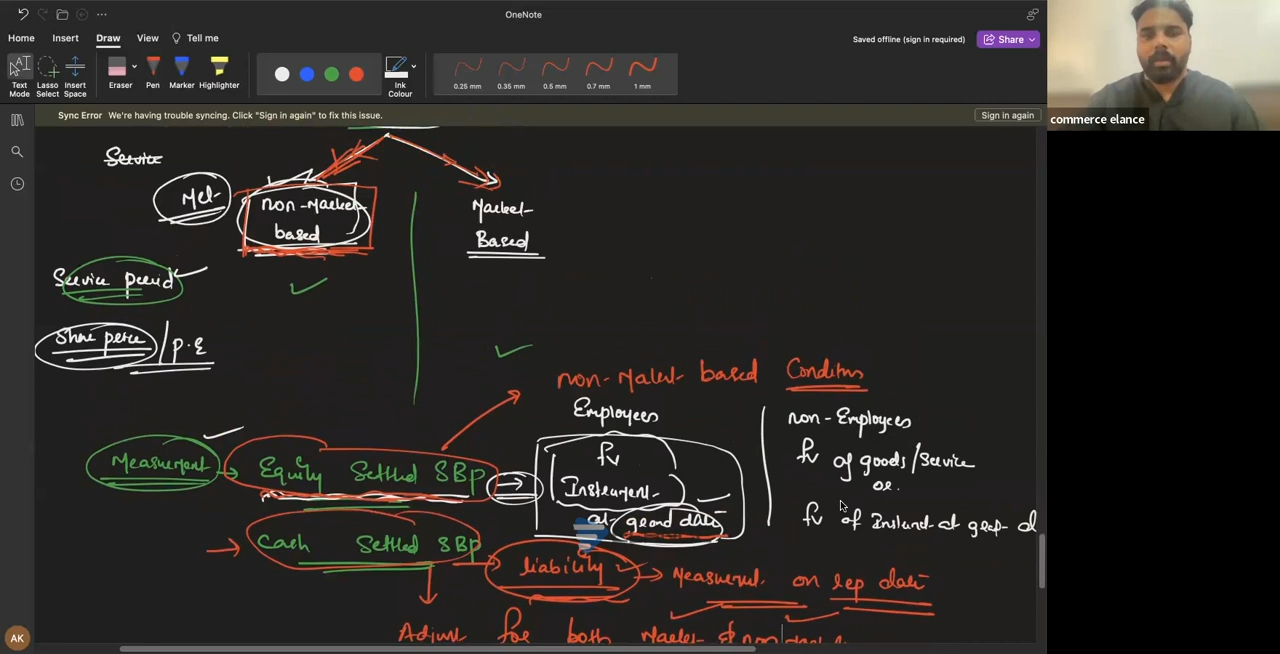 OneNote
Home Insert Draw View Tell me
Saved offline (sign in required) Share
Text Mode Lasso Select Insert Space Eraser Pen Marker Highlighter Ink Colour 0.25 mm 0.35 mm 0.5 mm 0.7 mm 1 mm
Sync Error We're having trouble syncing. Click "Sign in again" to fix this issue. Sign in again
commerce elance
Service
Met
non-Market
based
Market
Based
Service period
Share price / P.E
non-Market based Condition
Employees
non-Employees
Measurement
Equity Settled SBP
fv
Instrument
at grand date
fv of goods/Service
or
fv of Instrument at
Cash Settled SBP
liability
Measured on rep date
Adjust for both Market & non
AK